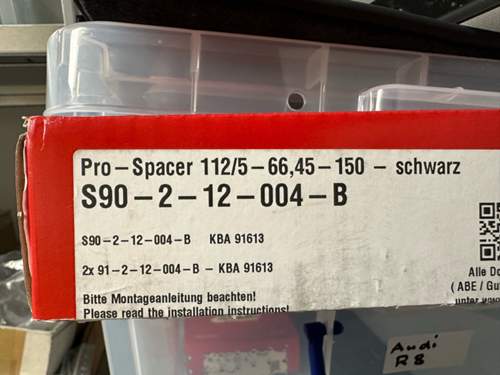 Pro-Spacer 112/5-66,45-150 - schwarz
S90-2-12-004-B
S90-2-12-004-B KBA 91613
2x 91-2-12-004-B - KBA 91613
Bitte Montageanleitung beachten!
Please read the installation instructions!
Alle Do
( ABE / Gu
unter www
Audi
R8